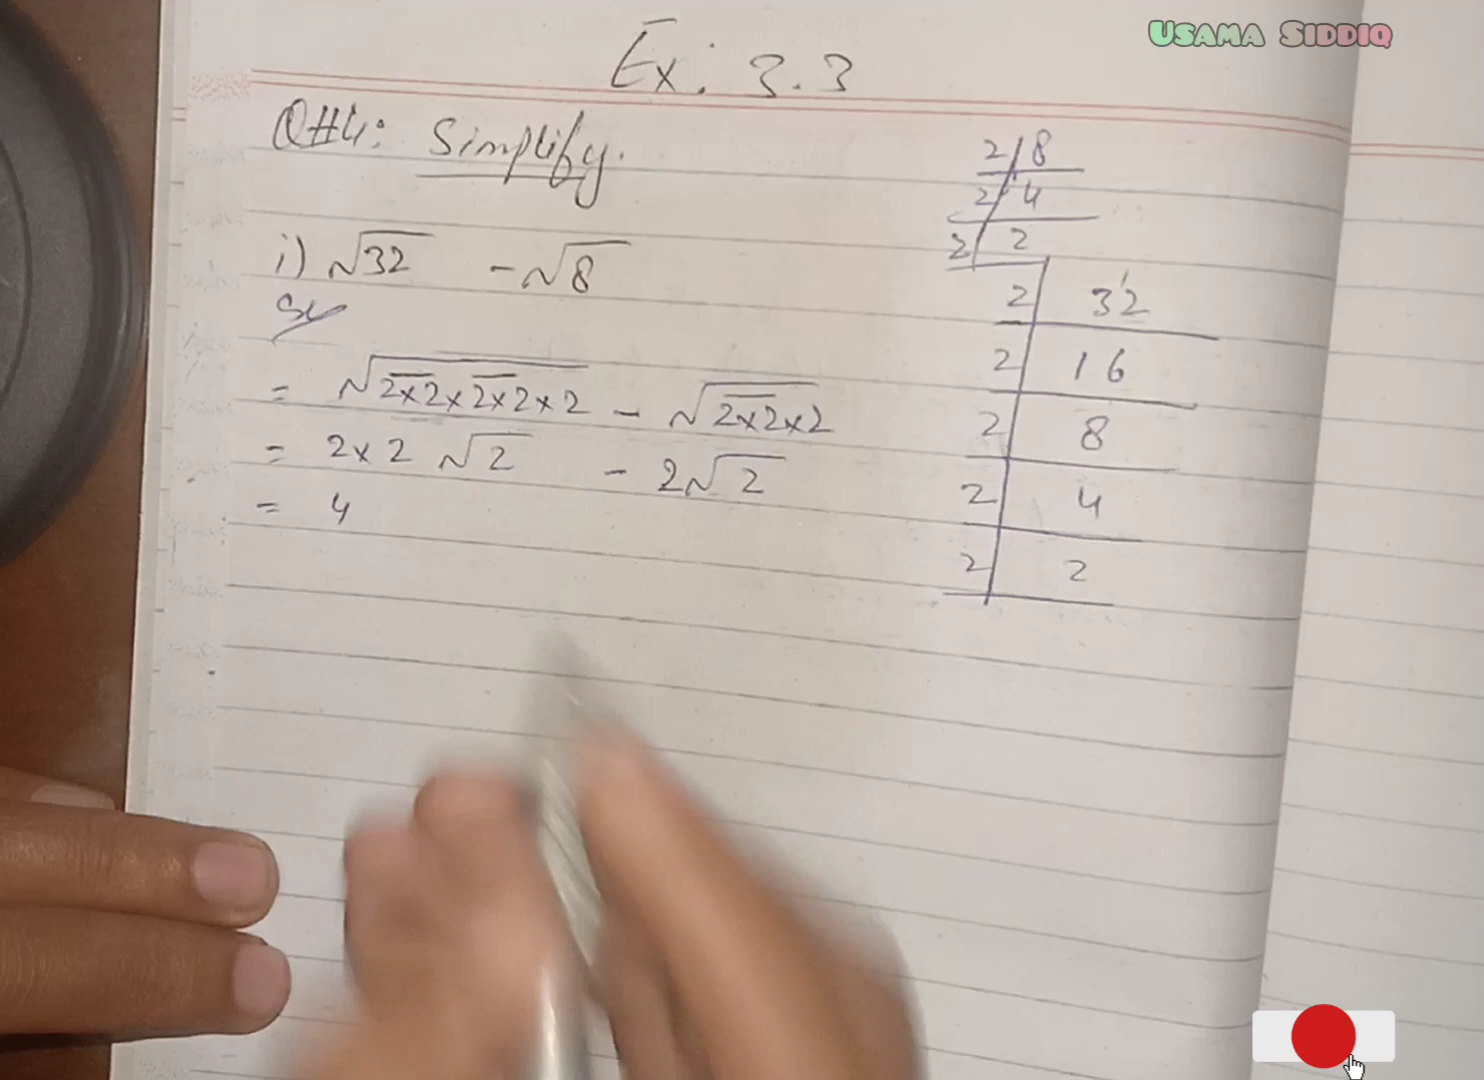 USAMA SIDDIQ
Ex. 3.3
Q#4: Simplify.
i) √32 - √8
Sol
= √2×2×2×2×2 - √2×2×2
= 2×2 √2 - 2√2
= 4
2 | 8
2 | 4
2 | 2
2 | 32
2 | 16
2 | 8
2 | 4
2 | 2